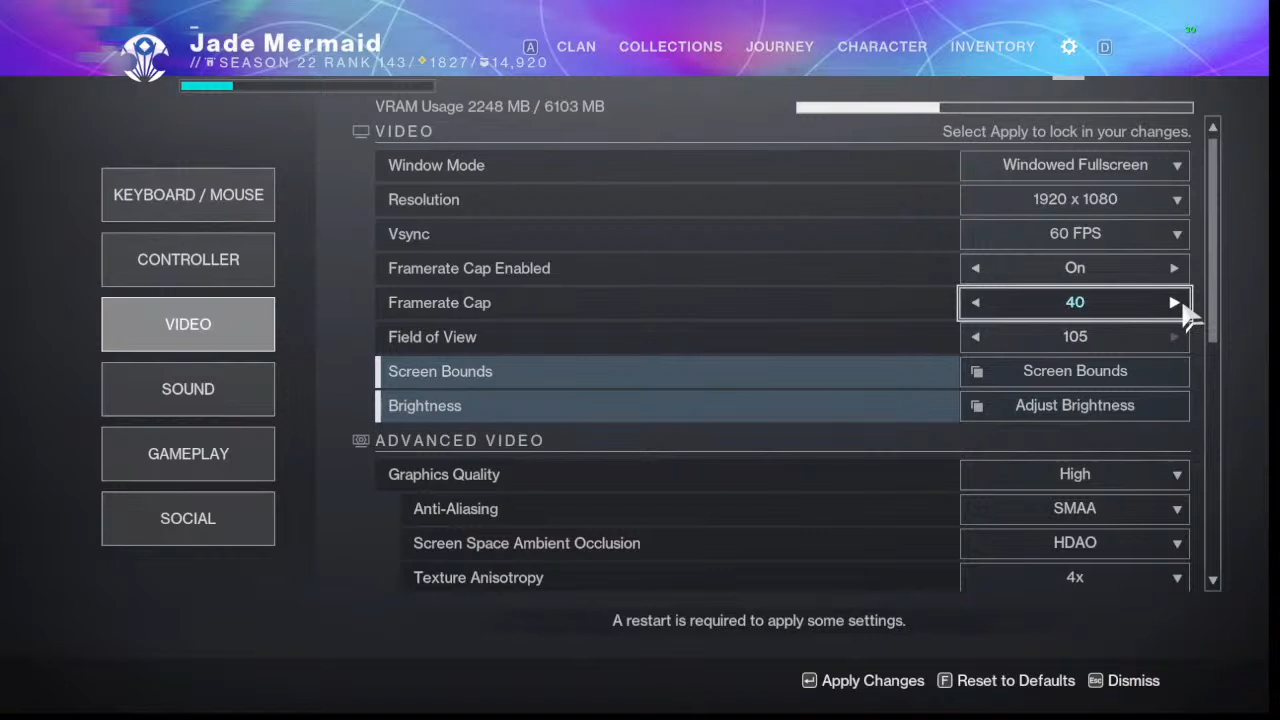 Jade Mermaid
// SEASON 22 RANK 143/1827/14,920
A CLAN COLLECTIONS JOURNEY CHARACTER INVENTORY D
30
VRAM Usage 2248 MB / 6103 MB
VIDEO
Select Apply to lock in your changes.
KEYBOARD / MOUSE
CONTROLLER
VIDEO
SOUND
GAMEPLAY
SOCIAL
Window Mode Windowed Fullscreen
Resolution 1920 x 1080
Vsync 60 FPS
Framerate Cap Enabled On
Framerate Cap 40
Field of View 105
Screen Bounds Screen Bounds
Brightness Adjust Brightness
ADVANCED VIDEO
Graphics Quality High
Anti-Aliasing SMAA
Screen Space Ambient Occlusion HDAO
Texture Anisotropy 4x
A restart is required to apply some settings.
Apply Changes F Reset to Defaults Esc Dismiss